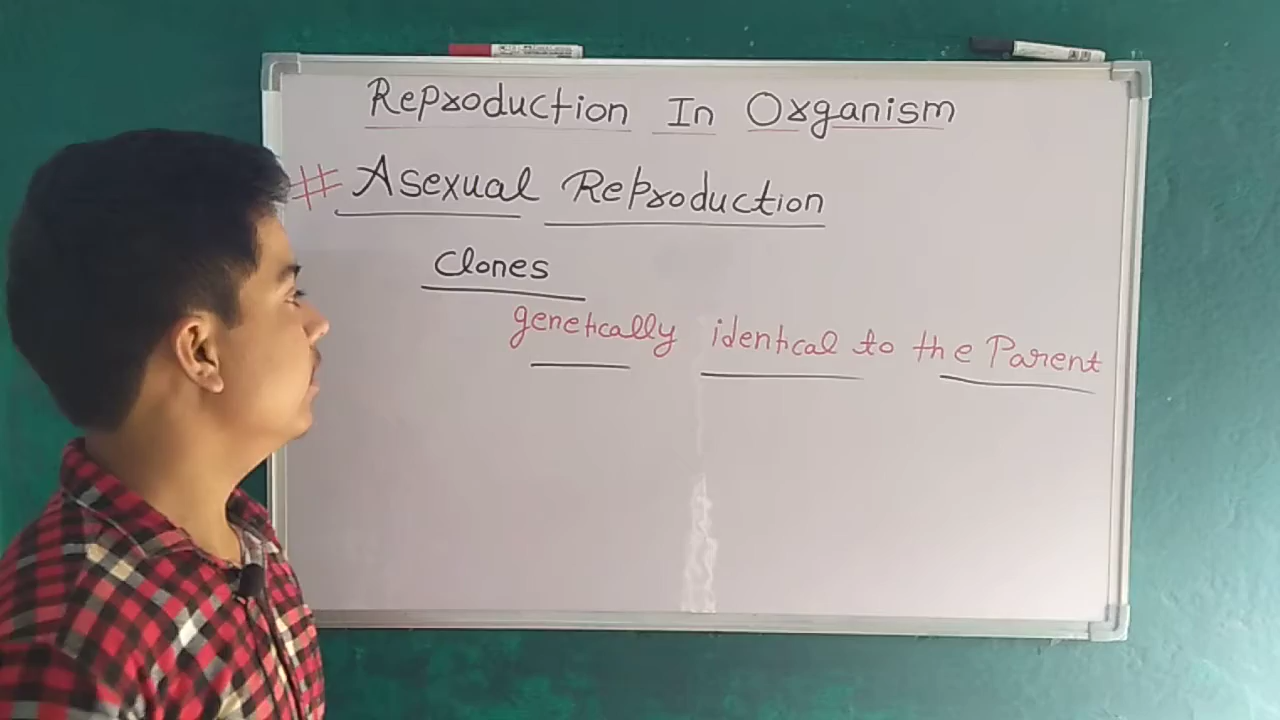 Reproduction In Organism
# Asexual Reproduction
Clones
genetically identical to the Parent